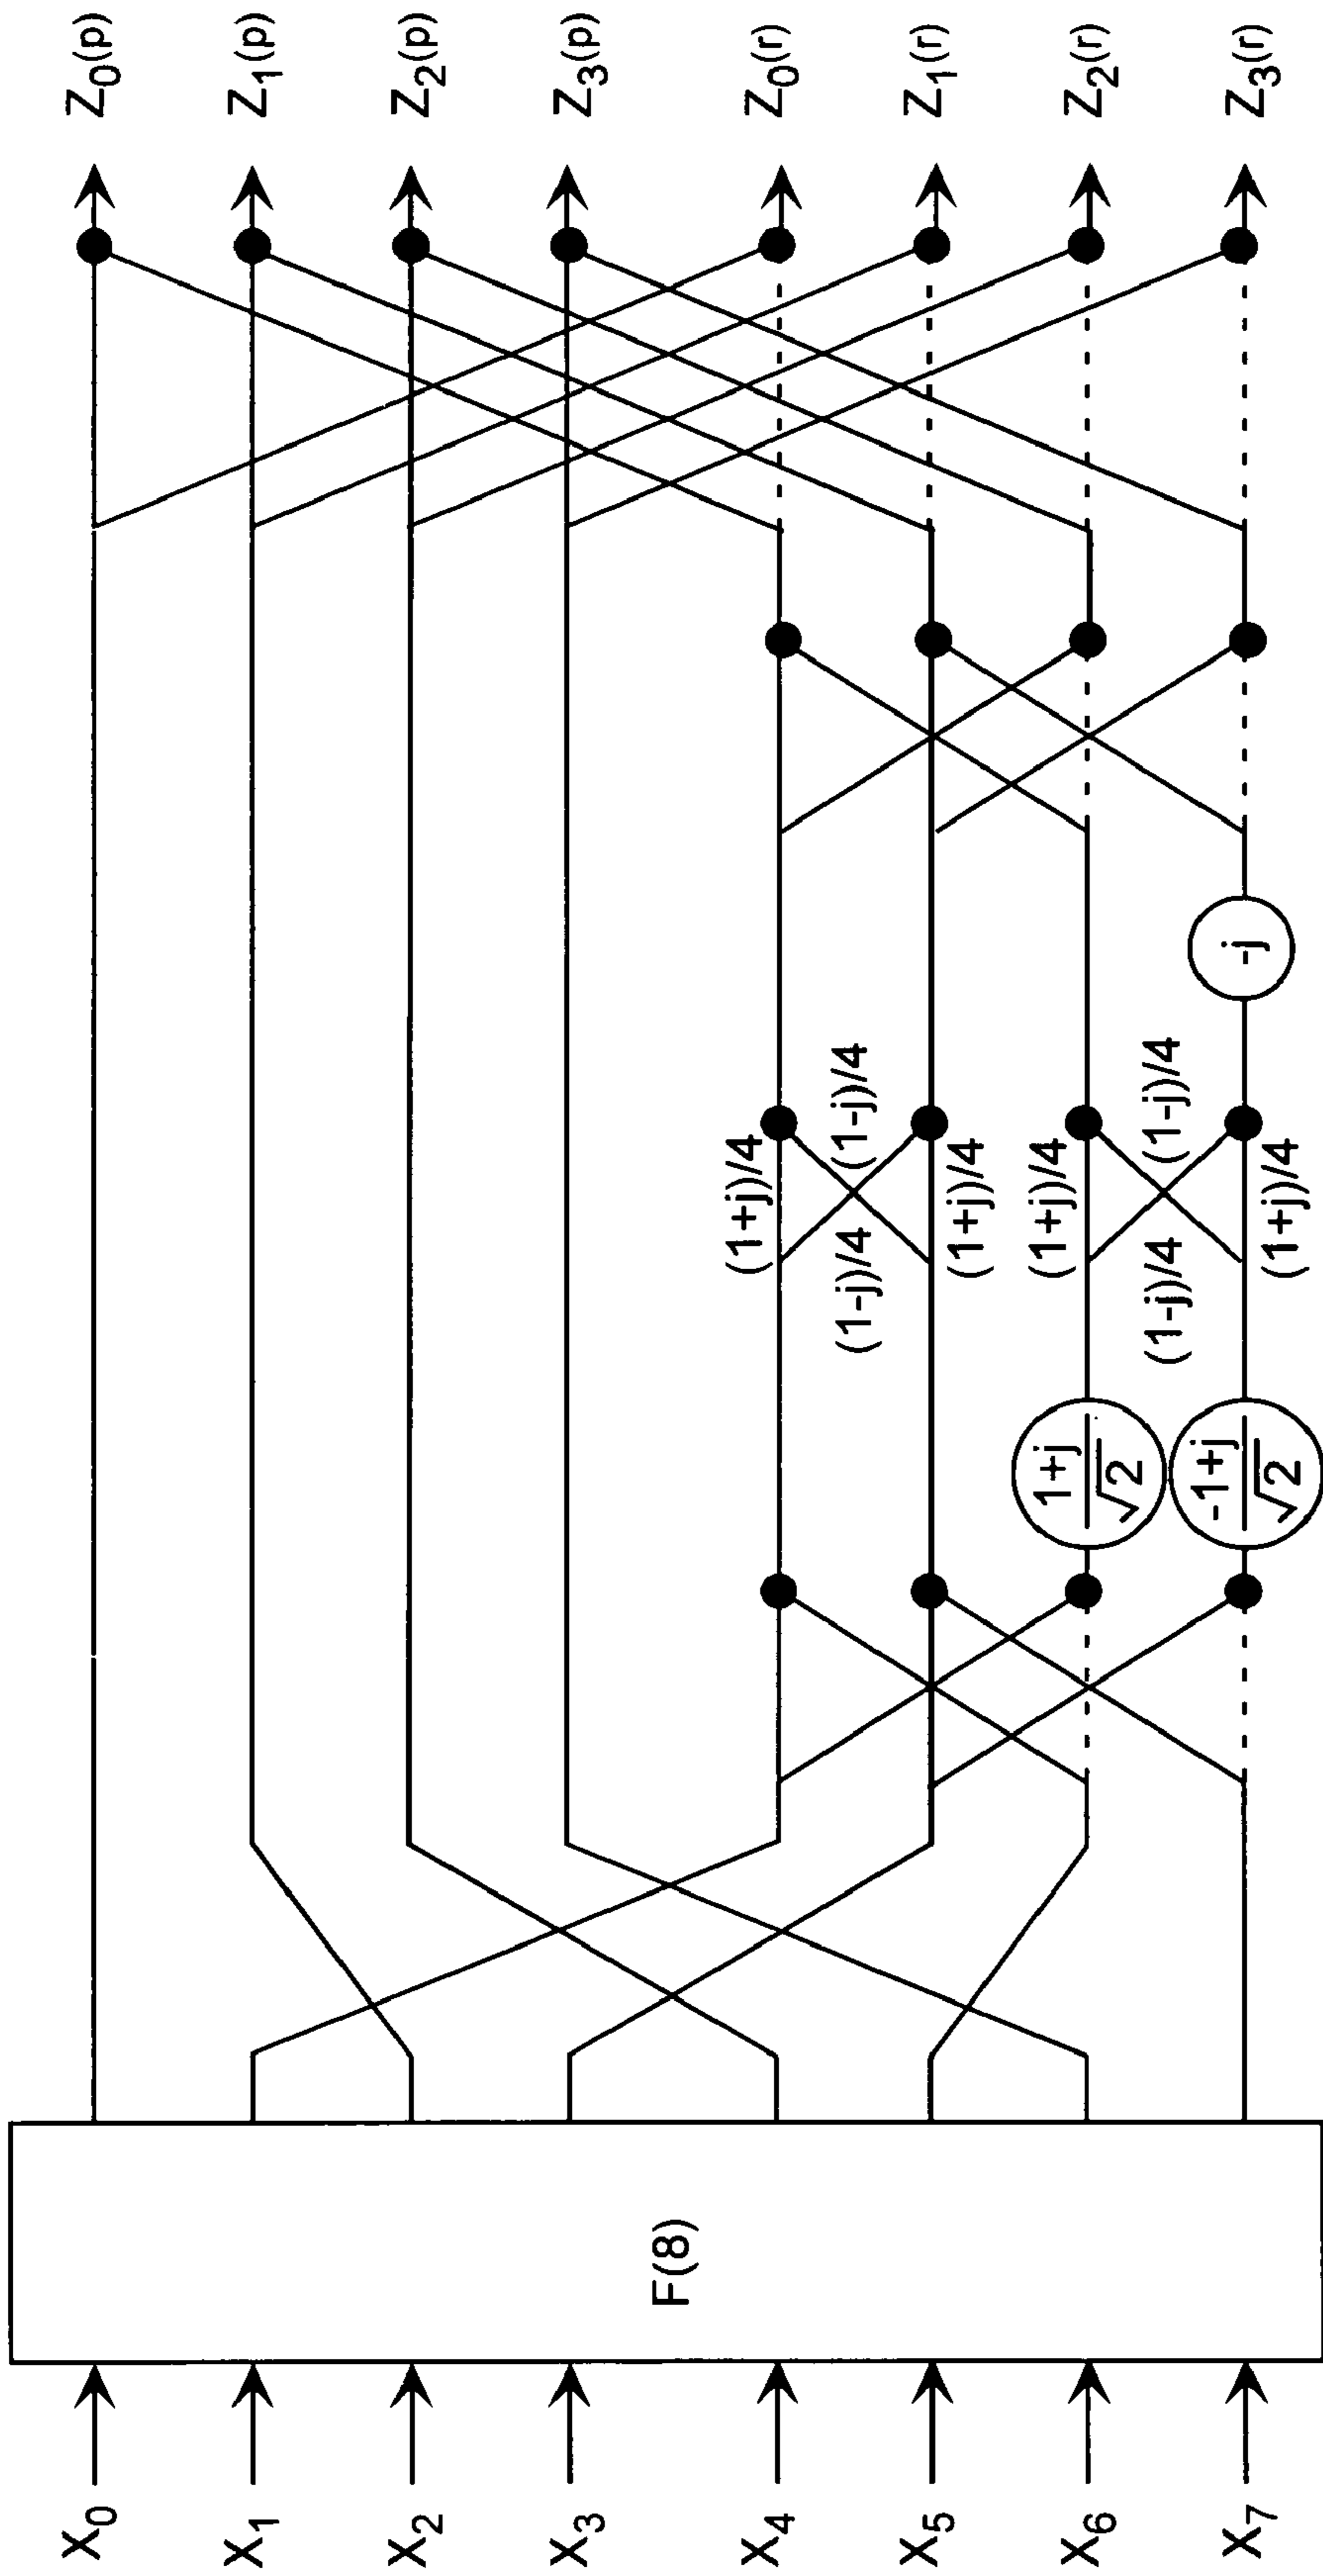 X₀
X₁
X₂
X₃
X₄
X₅
X₆
X₇
F(8)
1+j
√2
-1+j
√2
(1+j)/4
(1-j)/4
(1-j)/4
(1+j)/4
(1+j)/4
(1-j)/4
(1-j)/4
(1+j)/4
-j
Z₀(p)
Z₁(p)
Z₂(p)
Z₃(p)
Z₀(r)
Z₁(r)
Z₂(r)
Z₃(r)